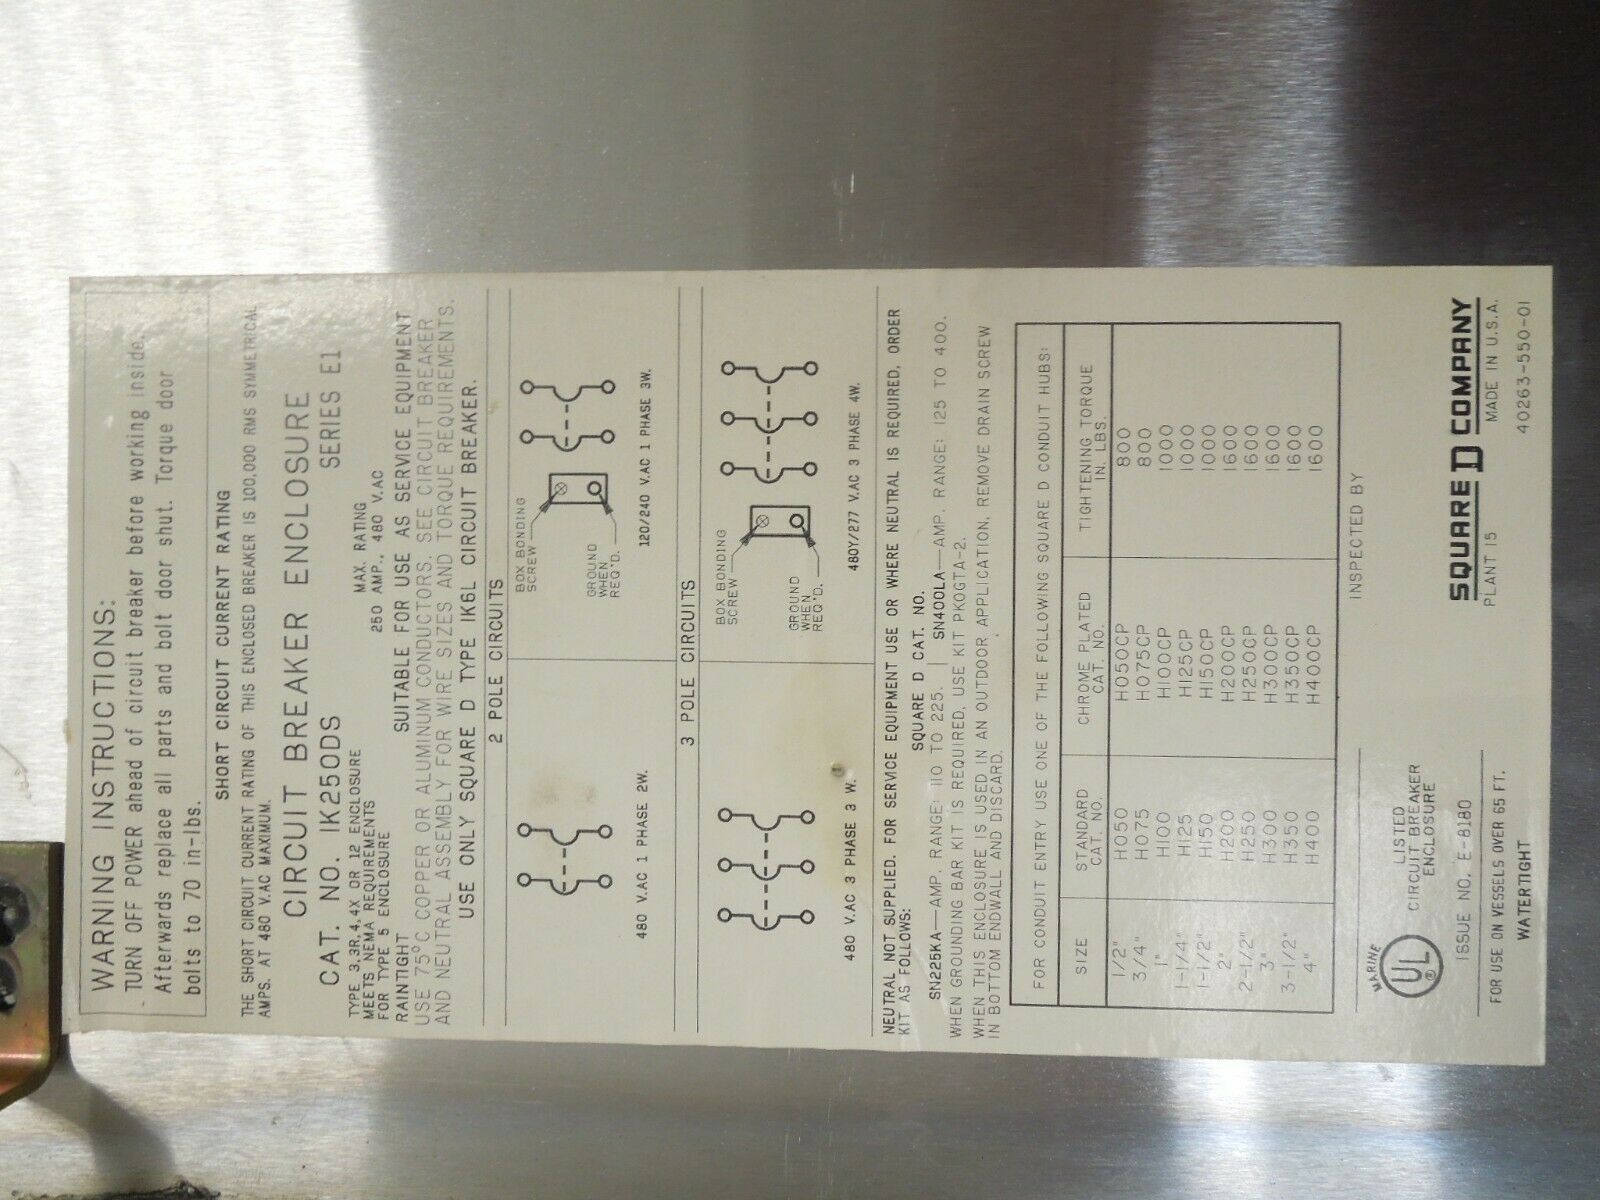 WARNING INSTRUCTIONS:
TURN OFF POWER ahead of circuit breaker before working inside.
Afterwards replace all parts and bolt door shut. Torque door
bolts to 70 in-lbs.
SHORT CIRCUIT CURRENT RATING
THE SHORT CIRCUIT CURRENT RATING OF THIS ENCLOSED BREAKER IS 100,000 RMS SYMMETRICAL
AMPS. AT 480 V.AC MAXIMUM.
CIRCUIT BREAKER ENCLOSURE
CAT. NO. IK250DS SERIES E1
TYPE 3,3R,4,4X OR 12 ENCLOSURE
MEETS NEMA REQUIREMENTS
FOR TYPE 5 ENCLOSURE
RAINTIGHT
MAX. RATING
250 AMP., 480 V.AC
SUITABLE FOR USE AS SERVICE EQUIPMENT
USE 75°C COPPER OR ALUMINUM CONDUCTORS. SEE CIRCUIT BREAKER
AND NEUTRAL ASSEMBLY FOR WIRE SIZES AND TORQUE REQUIREMENTS.
USE ONLY SQUARE D TYPE IK6L CIRCUIT BREAKER.
2 POLE CIRCUITS
480 V.AC 1 PHASE 2W.
BOX BONDING
SCREW
GROUND
WHEN
REQ'D.
120/240 V.AC 1 PHASE 3W.
3 POLE CIRCUITS
480 V.AC 3 PHASE 3 W.
BOX BONDING
SCREW
GROUND
WHEN
REQ'D.
480Y/277 V.AC 3 PHASE 4W.
NEUTRAL NOT SUPPLIED. FOR SERVICE EQUIPMENT USE OR WHERE NEUTRAL IS REQUIRED, ORDER
KIT AS FOLLOWS: SQUARE D CAT. NO.
SN225KA—AMP. RANGE: 110 TO 225. | SN400LA—AMP. RANGE: 125 TO 400.
WHEN GROUNDING BAR KIT IS REQUIRED, USE KIT PKOGTA-2.
WHEN THIS ENCLOSURE IS USED IN AN OUTDOOR APPLICATION, REMOVE DRAIN SCREW
IN BOTTOM ENDWALL AND DISCARD.
FOR CONDUIT ENTRY USE ONE OF THE FOLLOWING SQUARE D CONDUIT HUBS:
SIZE STANDARD CAT. NO. CHROME PLATED CAT. NO. TIGHTENING TORQUE IN. LBS.
1/2" H050 H050CP 800
3/4" H075 H075CP 800
1" H100 H100CP 1000
1-1/4" H125 H125CP 1000
1-1/2" H150 H150CP 1000
2" H200 H200CP 1600
2-1/2" H250 H250CP 1600
3" H300 H300CP 1600
3-1/2" H350 H350CP 1600
4" H400 H400CP 1600
MARINE
UL ®
LISTED
CIRCUIT BREAKER
ENCLOSURE
ISSUE NO. E-8180
FOR USE ON VESSELS OVER 65 FT.
WATERTIGHT
INSPECTED BY
SQUARE D COMPANY
PLANT 15 MADE IN U.S.A.
40263-550-01